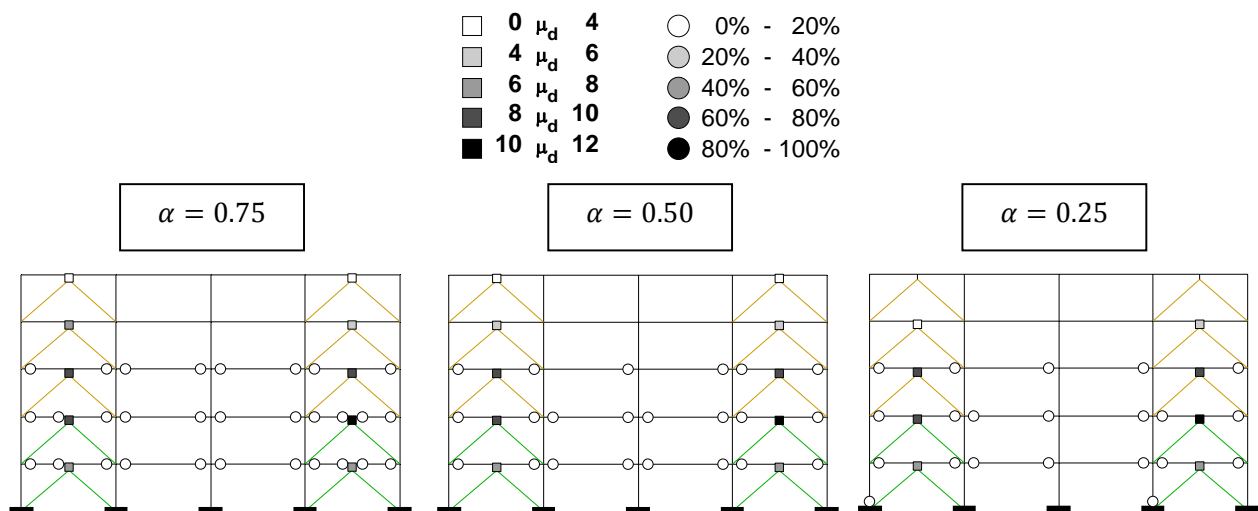 0 μd 4 0% - 20%
4 μd 6 20% - 40%
6 μd 8 40% - 60%
8 μd 10 60% - 80%
10 μd 12 80% - 100%
α = 0.75 α = 0.50 α = 0.25